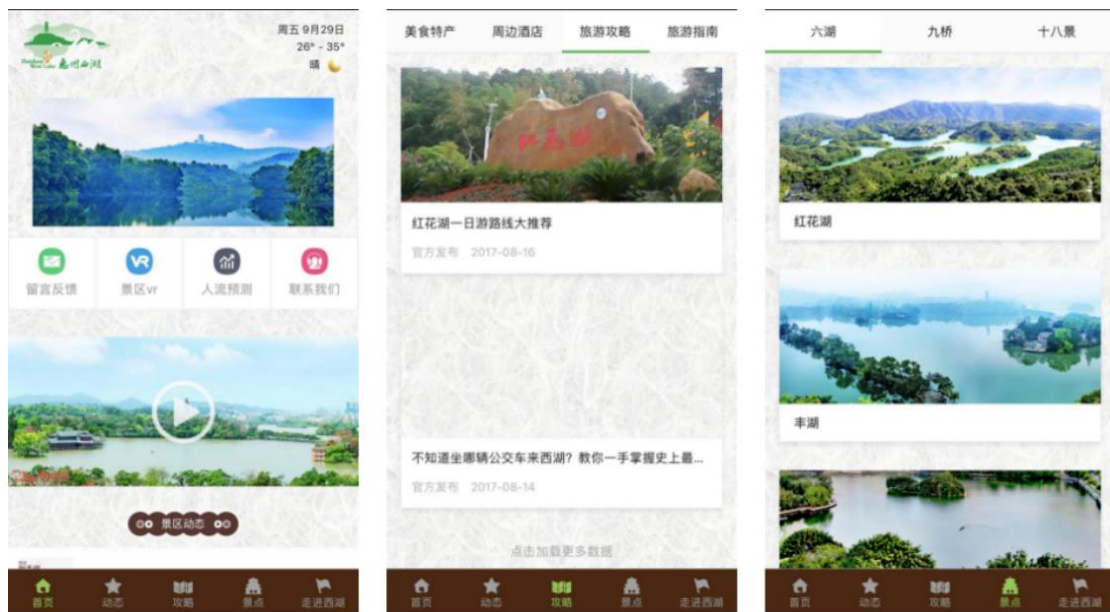 惠州西湖
周五 9月29日
26° - 35°
晴
留言反馈
VR
景区vr
人流预测
联系我们
景区动态
首页
动态
攻略
景点
走进西湖
美食特产
周边酒店
旅游攻略
旅游指南
红花湖
红花湖一日游路线大推荐
官方发布 2017-08-16
不知道坐哪辆公交车来西湖？教你一手掌握史上最...
官方发布 2017-08-14
点击加载更多数据
首页
动态
攻略
景点
走进西湖
六湖
九桥
十八景
红花湖
丰湖
首页
动态
攻略
景点
走进西湖